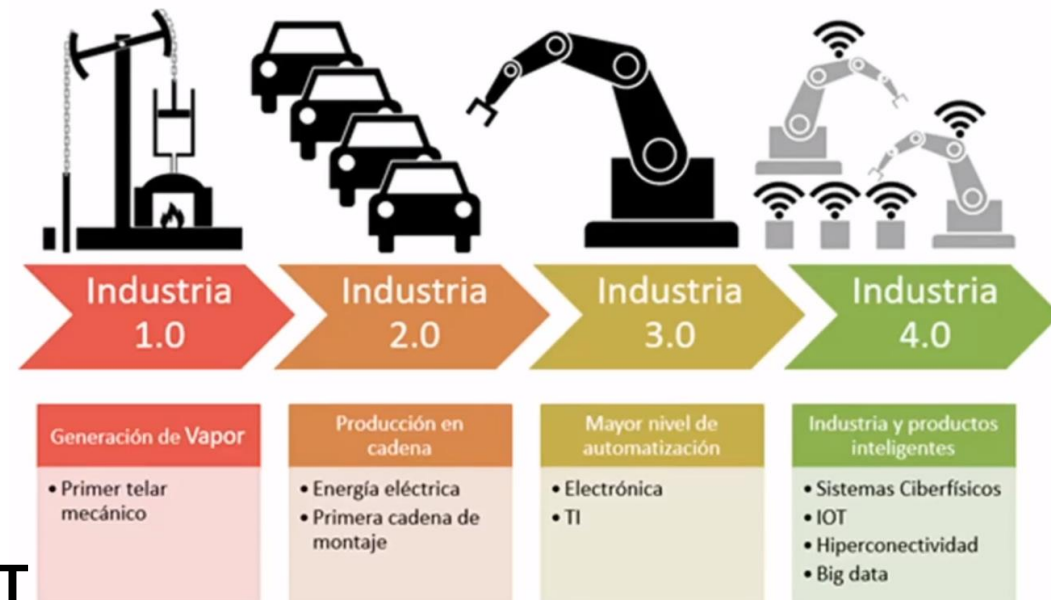 Industria
1.0
Industria
2.0
Industria
3.0
Industria
4.0
Generación de Vapor
• Primer telar
mecánico
Producción en
cadena
• Energía eléctrica
• Primera cadena de
montaje
Mayor nivel de
automatización
• Electrónica
• TI
Industria y productos
inteligentes
• Sistemas Ciberfísicos
• IOT
• Hiperconectividad
• Big data
T